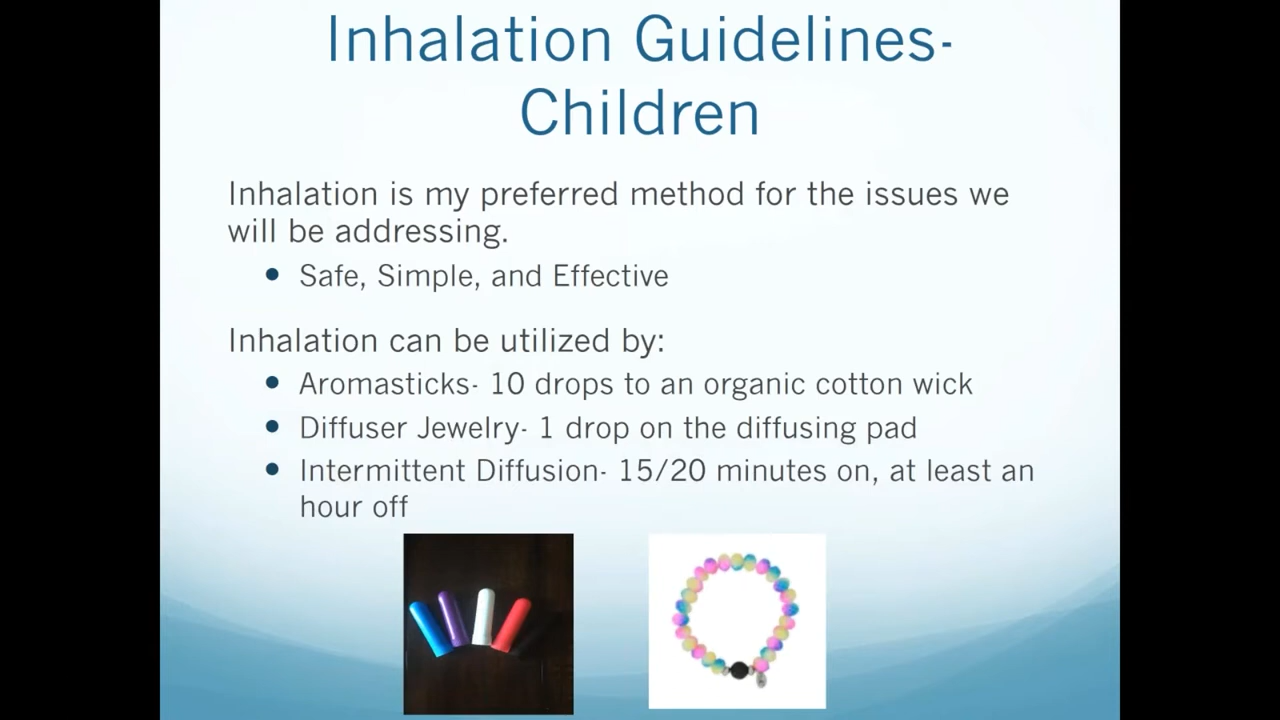 Inhalation Guidelines-
Children
Inhalation is my preferred method for the issues we
will be addressing.
• Safe, Simple, and Effective
Inhalation can be utilized by:
• Aromasticks- 10 drops to an organic cotton wick
• Diffuser Jewelry- 1 drop on the diffusing pad
• Intermittent Diffusion- 15/20 minutes on, at least an
hour off